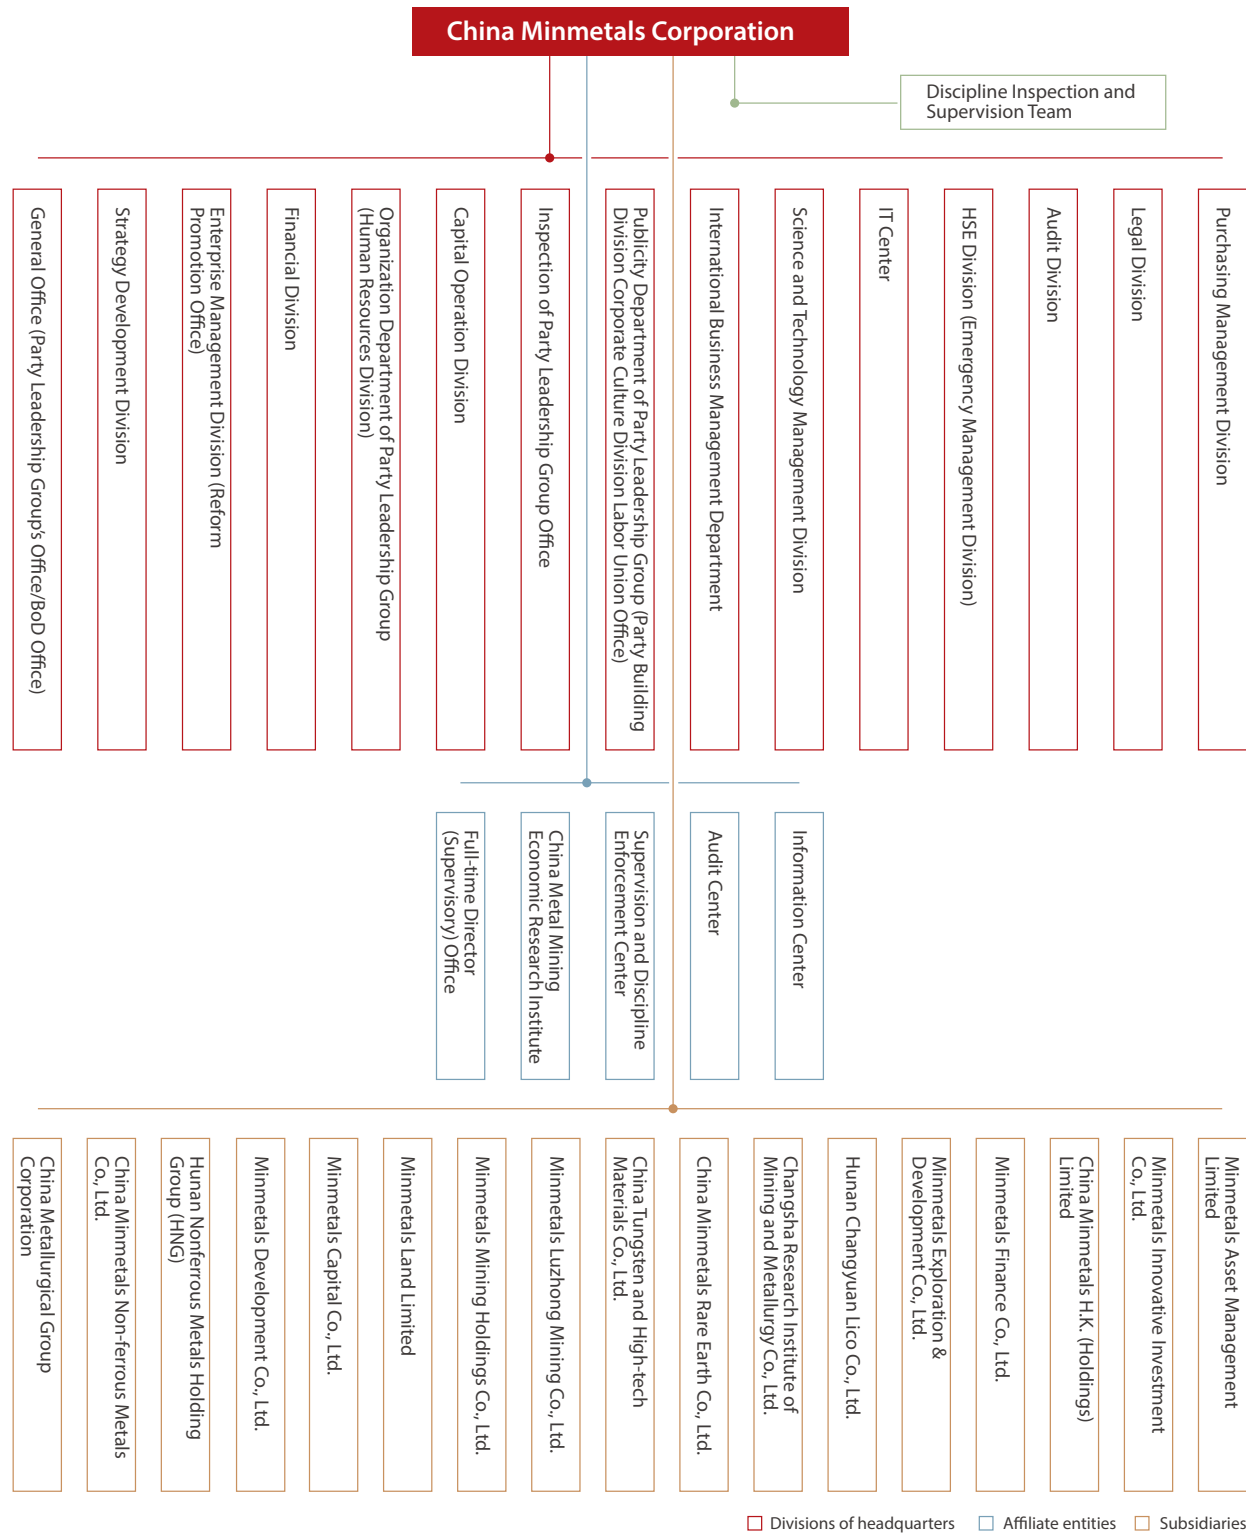 China Minmetals Corporation
Discipline Inspection and
Supervision Team
General Office (Party Leadership Group's Office/BoD Office)
Strategy Development Division
Enterprise Management Division (Reform
Promotion Office)
Financial Division
Organization Department of Party Leadership Group
(Human Resources Division)
Capital Operation Division
Inspection of Party Leadership Group Office
Publicity Department of Party Leadership Group (Party Building
Division Corporate Culture Division Labor Union Office)
International Business Management Department
Science and Technology Management Division
IT Center
HSE Division (Emergency Management Division)
Audit Division
Legal Division
Purchasing Management Division
Full-time Director
(Supervisory) Office
China Metal Mining
Economic Research Institute
Supervision and Discipline
Enforcement Center
Audit Center
Information Center
China Metallurgical Group
Corporation
China Minmetals Non-ferrous Metals
Co., Ltd.
Hunan Nonferrous Metals Holding
Group (HNG)
Minmetals Development Co., Ltd.
Minmetals Capital Co., Ltd.
Minmetals Land Limited
Minmetals Mining Holdings Co., Ltd.
Minmetals Luzhong Mining Co., Ltd.
China Tungsten and High-tech
Materials Co., Ltd.
China Minmetals Rare Earth Co., Ltd.
Changsha Research Institute of
Mining and Metallurgy Co., Ltd.
Hunan Changyuan Lico Co., Ltd.
Minmetals Exploration &
Development Co., Ltd.
Minmetals Finance Co., Ltd.
China Minmetals H.K. (Holdings)
Limited
Minmetals Innovative Investment
Co., Ltd.
Minmetals Asset Management
Limited
Divisions of headquarters
Affiliate entities
Subsidiaries